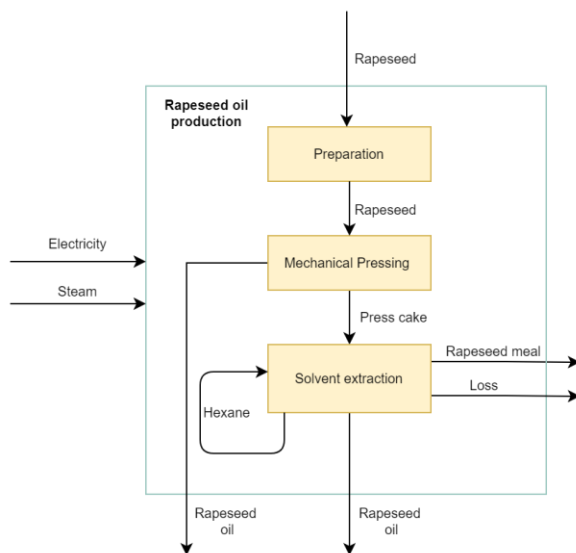 Rapeseed
Rapeseed oil
production
Preparation
Rapeseed
Electricity
Mechanical Pressing
Steam
Press cake
Rapeseed meal
Solvent extraction
Loss
Hexane
Rapeseed
oil
Rapeseed
oil